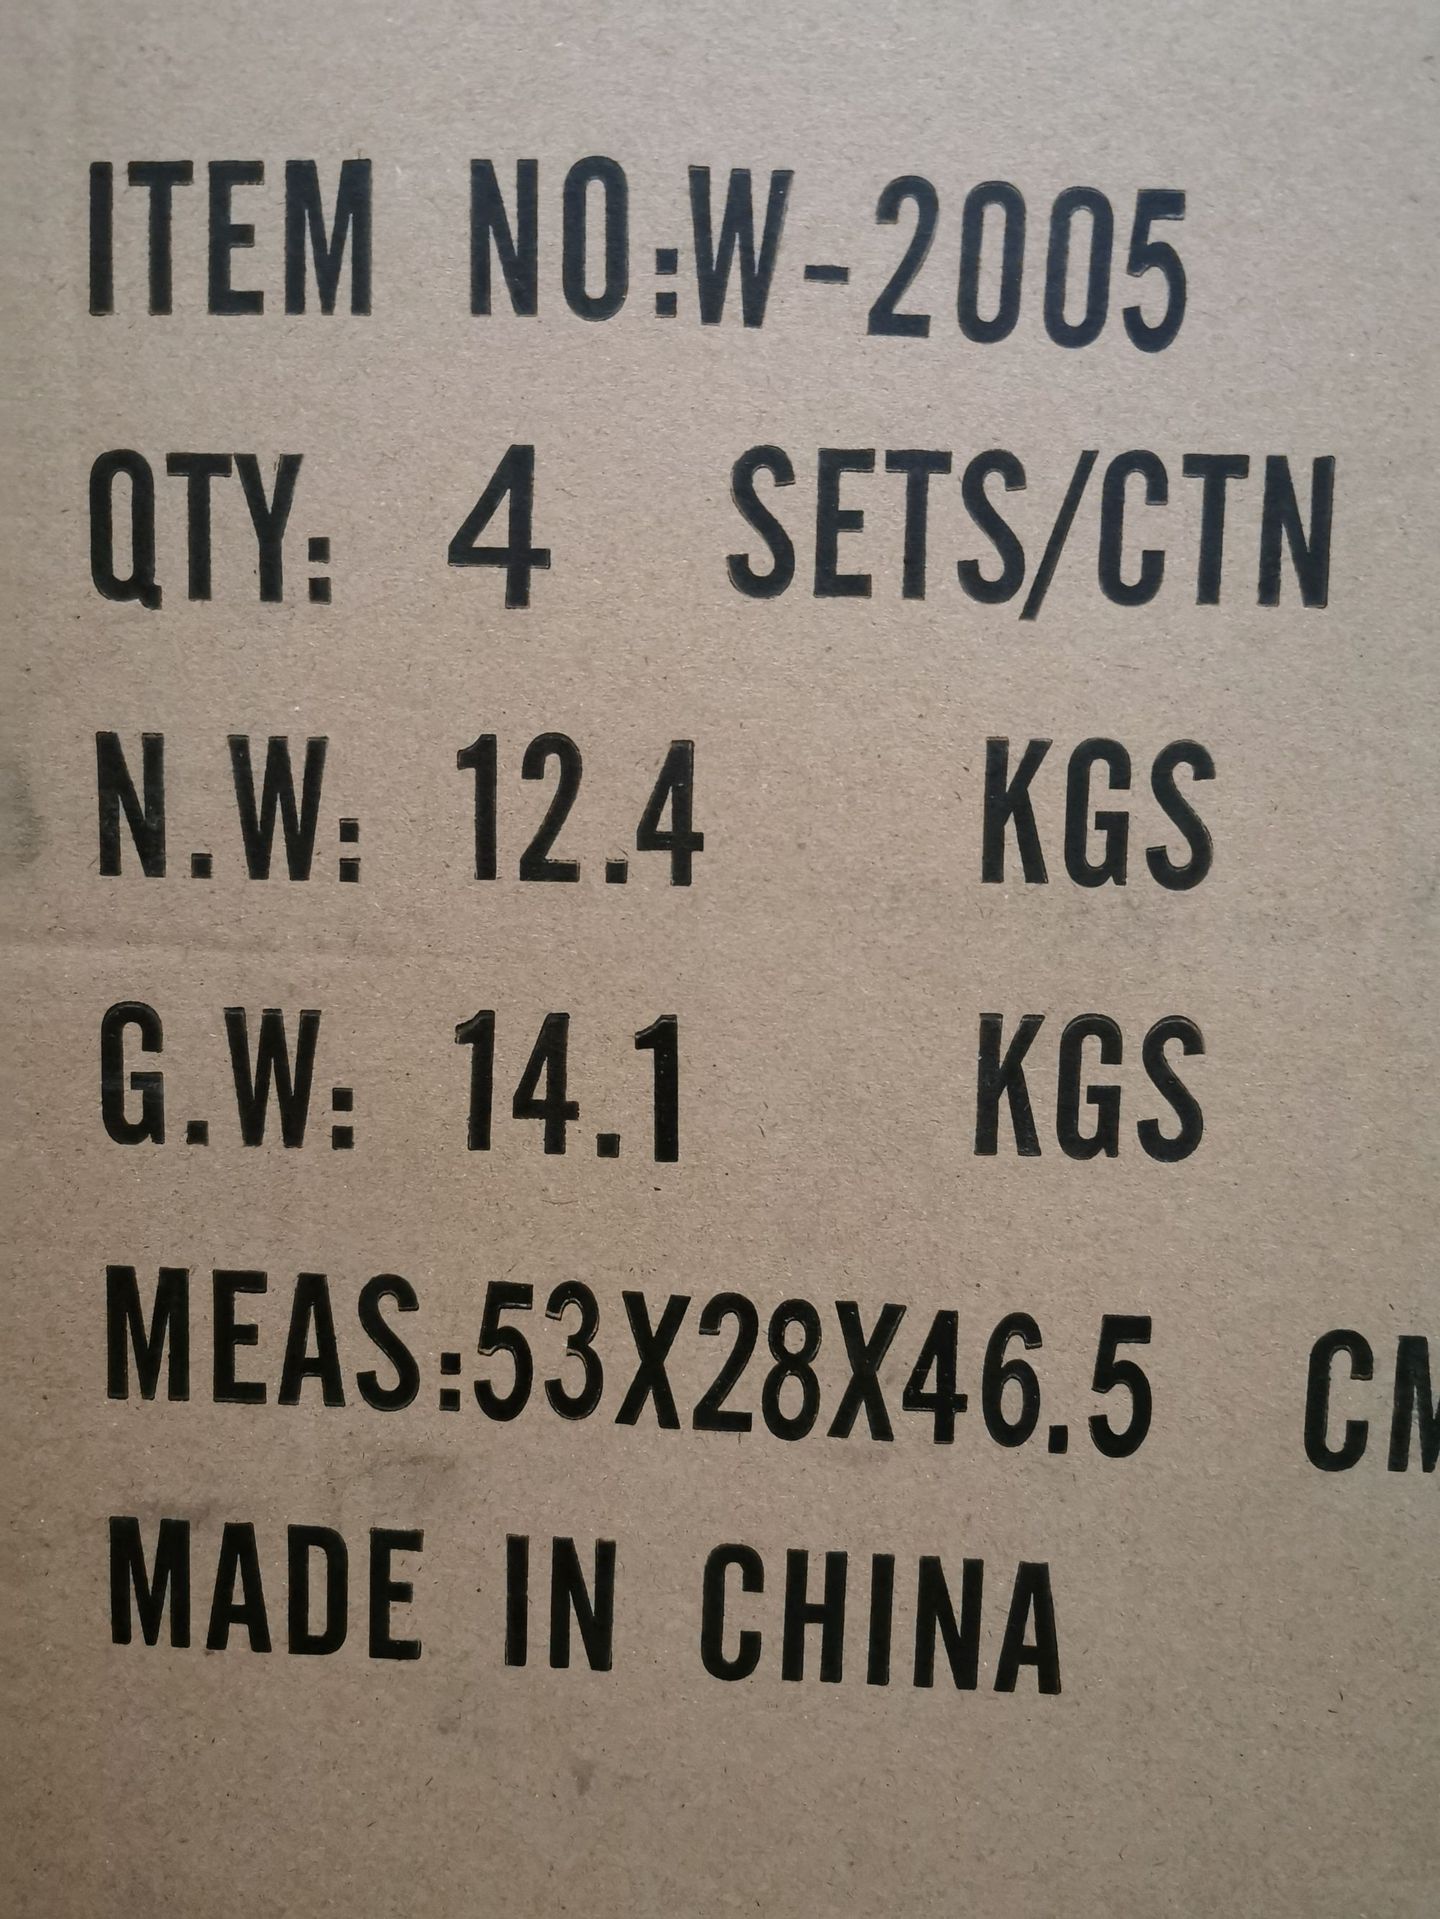 ITEM NO:W-2005
QTY: 4 SETS/CTN
N.W: 12.4 KGS
G.W: 14.1 KGS
MEAS:53X28X46.5 CM
MADE IN CHINA